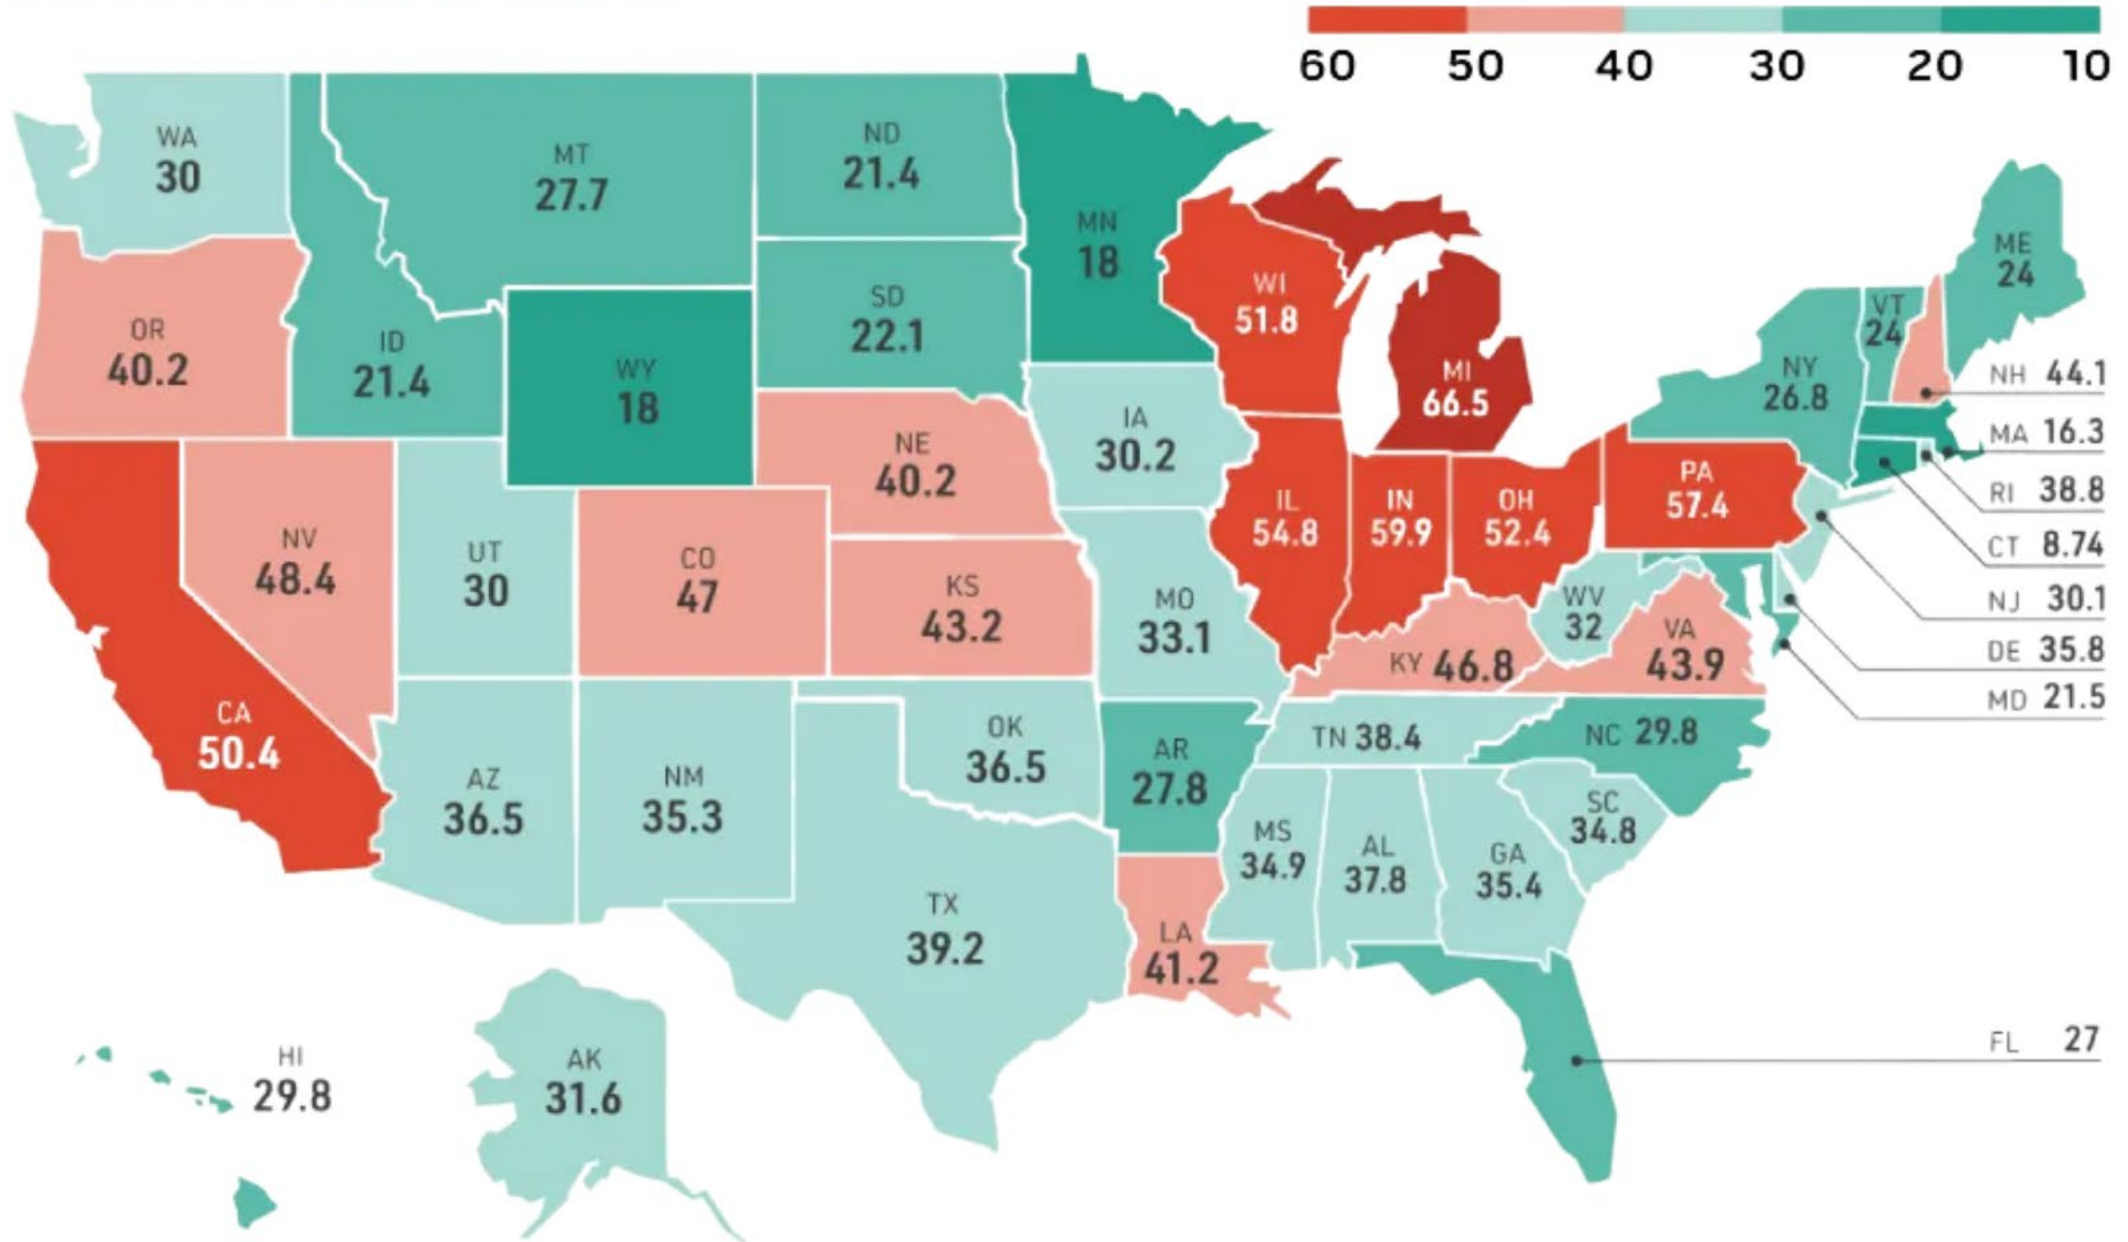 60 50 40 30 20 10
WA
30
MT
27.7
ND
21.4
MN
18
OR
40.2
ID
21.4
WY
18
SD
22.1
WI
51.8
MI
66.5
ME
24
VT
24
NY
26.8
NH 44.1
MA 16.3
RI 38.8
CT 8.74
NJ 30.1
DE 35.8
MD 21.5
NE
40.2
IA
30.2
IL
54.8
IN
59.9
OH
52.4
PA
57.4
NV
48.4
UT
30
CO
47
KS
43.2
MO
33.1
KY 46.8
WV
32
VA
43.9
CA
50.4
AZ
36.5
NM
35.3
OK
36.5
AR
27.8
TN 38.4
NC 29.8
SC
34.8
MS
34.9
AL
37.8
GA
35.4
TX
39.2
LA
41.2
FL 27
HI
29.8
AK
31.6